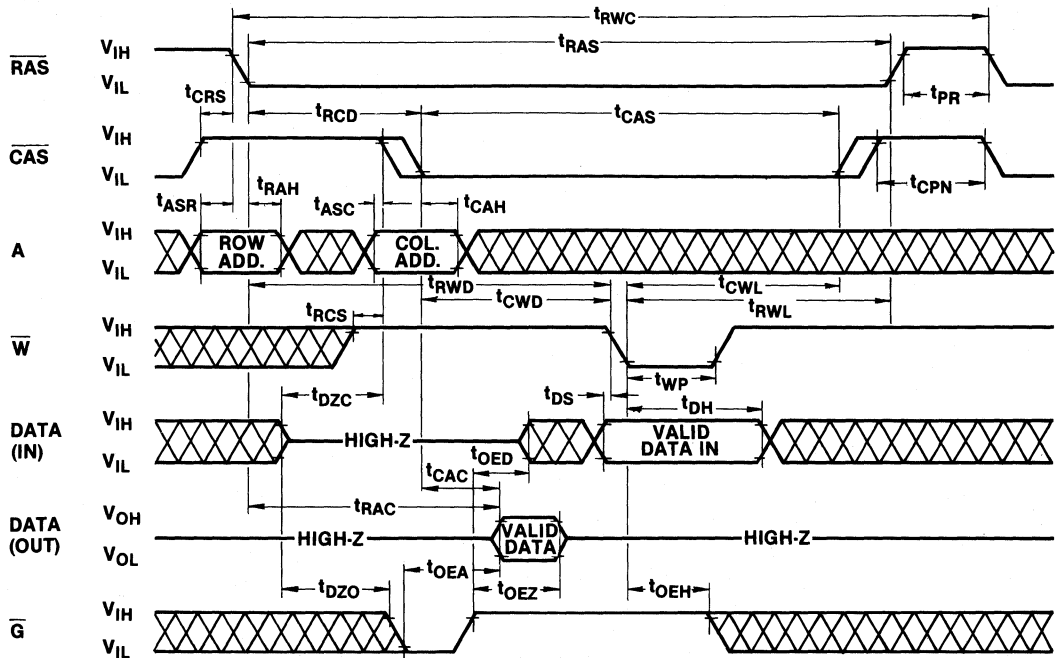 tRWC
VIH
tRAS
RAS
VIL
tCRS
tRCD
tCAS
tPR
VIH
CAS
VIL
tCPN
tASR
tRAH
tASC
tCAH
VIH
A
ROW ADD.
COL. ADD.
VIL
tRWD
tCWL
tCWD
tRWL
tRCS
VIH
W
VIL
tWP
tDZC
tDS
tDH
VIH
DATA (IN)
HIGH-Z
VALID DATA IN
VIL
tOED
tCAC
tRAC
VOH
DATA (OUT)
HIGH-Z
VALID DATA
HIGH-Z
VOL
tOEA
tDZO
tOEZ
tOEH
VIH
G
VIL